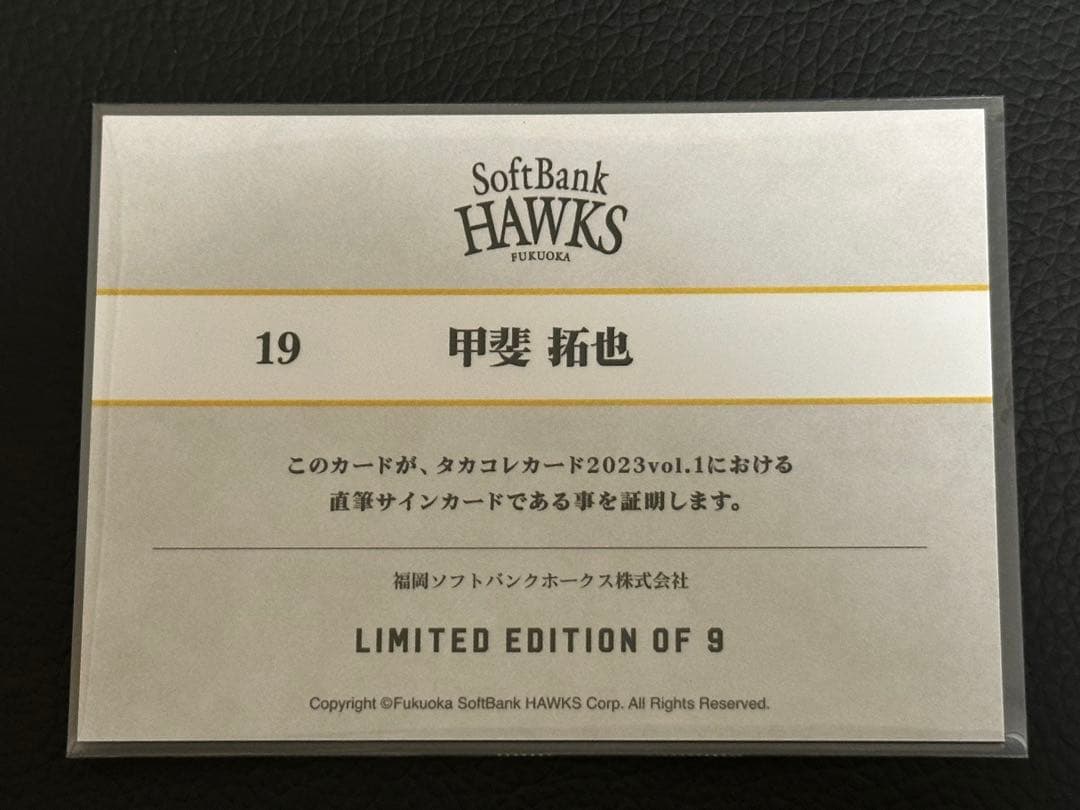 SoftBank
HAWKS
FUKUOKA
19 甲斐 拓也
このカードが、タカコレカード2023vol.1における
直筆サインカードである事を証明します。
福岡ソフトバンクホークス株式会社
LIMITED EDITION OF 9
Copyright ©Fukuoka SoftBank HAWKS Corp. All Rights Reserved.